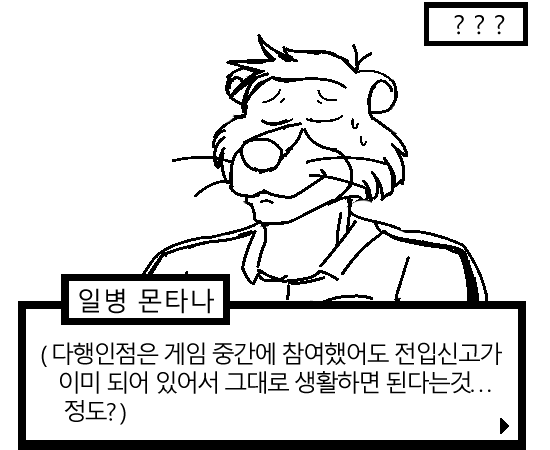 ???
일병 몬타나
(다행인점은 게임 중간에 참여했어도 전입신고가
이미 되어 있어서 그대로 생활하면 된다는것...
정도?)